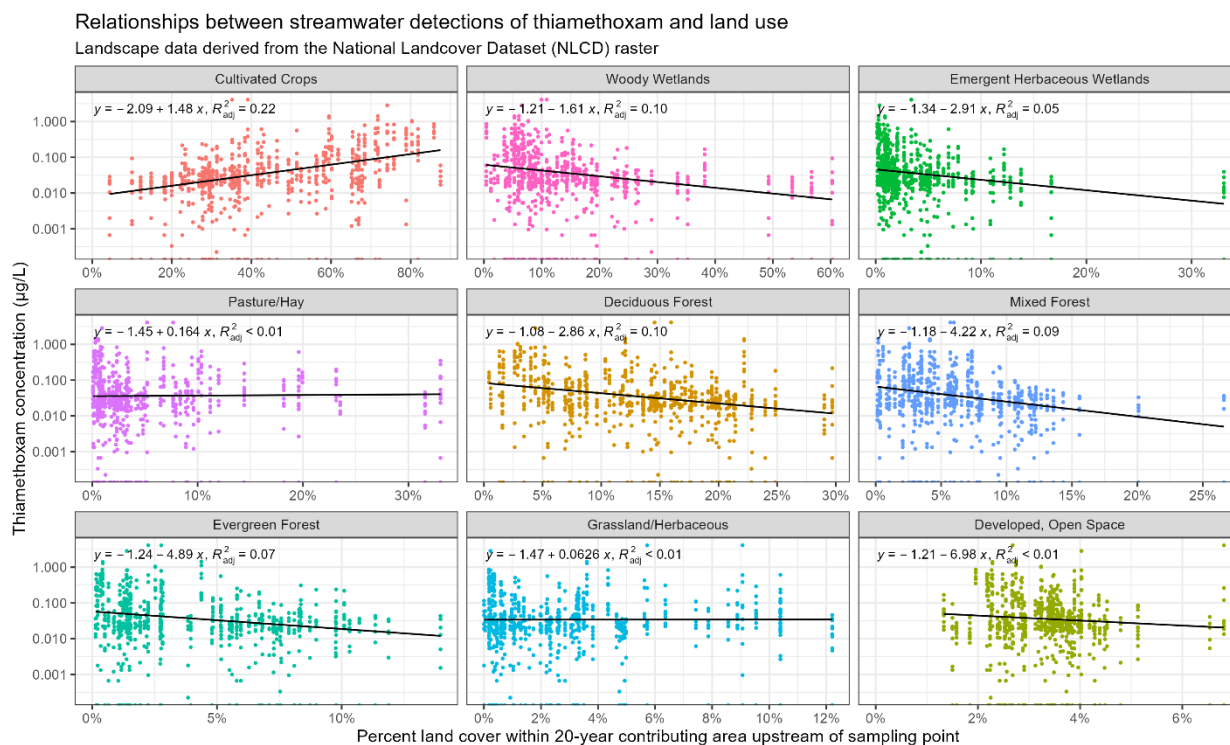 Relationships between streamwater detections of thiamethoxam and land use
Landscape data derived from the National Landcover Dataset (NLCD) raster
Thiamethoxam concentration (μg/L)
Cultivated Crops
Woody Wetlands
Emergent Herbaceous Wetlands
y = − 2.09 + 1.48 x, R²adj = 0.22
y = − 1.21 − 1.61 x, R²adj = 0.10
y = − 1.34 − 2.91 x, R²adj = 0.05
1.000
0.100
0.010
0.001
0% 20% 40% 60% 80%
0% 10% 20% 30% 40% 50% 60%
0% 10% 20% 30%
Pasture/Hay
Deciduous Forest
Mixed Forest
y = − 1.45 + 0.164 x, R²adj < 0.01
y = − 1.08 − 2.86 x, R²adj = 0.10
y = − 1.18 − 4.22 x, R²adj = 0.09
1.000
0.100
0.010
0.001
0% 10% 20% 30%
0% 5% 10% 15% 20% 25% 30%
0% 5% 10% 15% 20% 25%
Evergreen Forest
Grassland/Herbaceous
Developed, Open Space
y = − 1.24 − 4.89 x, R²adj = 0.07
y = − 1.47 + 0.0626 x, R²adj < 0.01
y = − 1.21 − 6.98 x, R²adj < 0.01
1.000
0.100
0.010
0.001
0% 5% 10%
0% 2% 4% 6% 8% 10% 12%
0% 2% 4% 6%
Percent land cover within 20-year contributing area upstream of sampling point